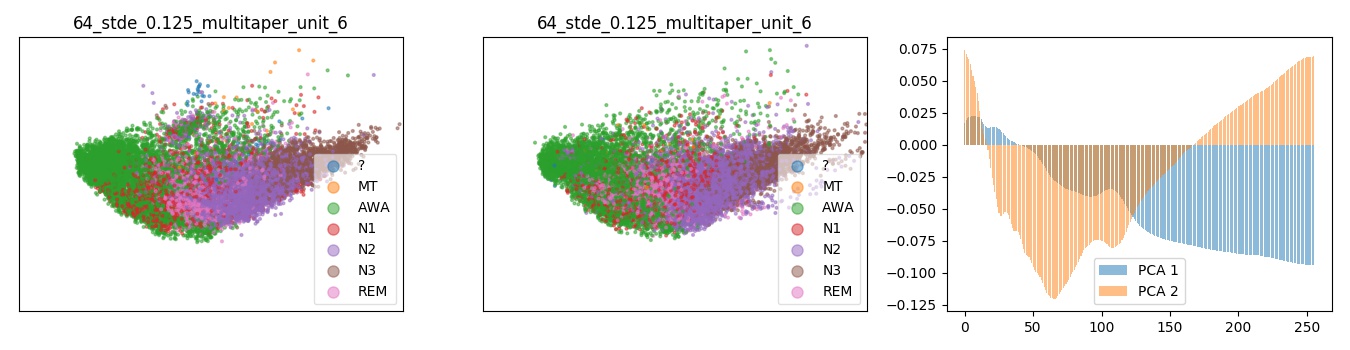 64_stde_0.125_multitaper_unit_6
?
MT
AWA
N1
N2
N3
REM
64_stde_0.125_multitaper_unit_6
?
MT
AWA
N1
N2
N3
REM
0.075
0.050
0.025
0.000
−0.025
−0.050
−0.075
−0.100
−0.125
PCA 1
PCA 2
0 50 100 150 200 250